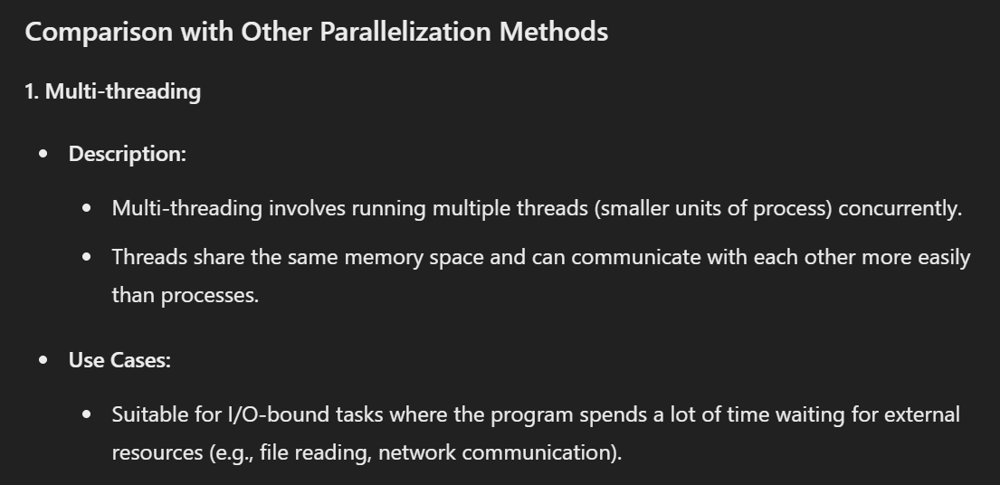 Comparison with Other Parallelization Methods
1. Multi-threading
• Description:
• Multi-threading involves running multiple threads (smaller units of process) concurrently.
• Threads share the same memory space and can communicate with each other more easily
than processes.
• Use Cases:
• Suitable for I/O-bound tasks where the program spends a lot of time waiting for external
resources (e.g., file reading, network communication).